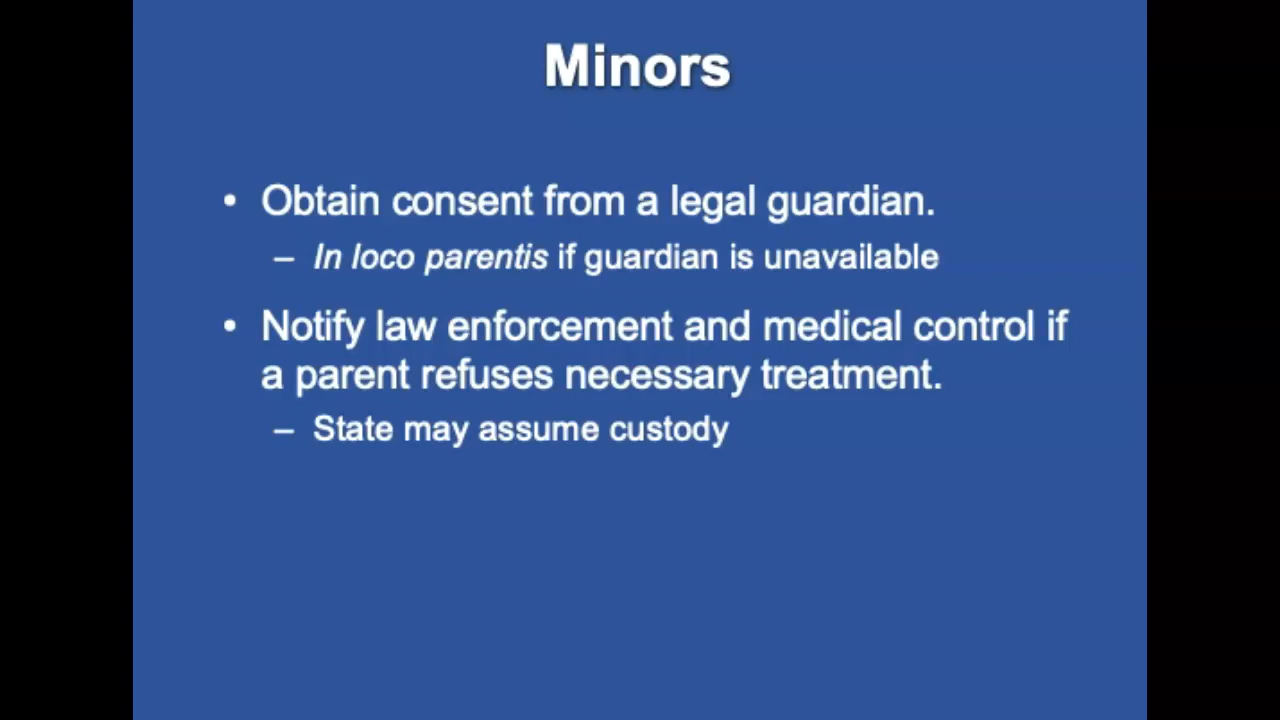 Minors
• Obtain consent from a legal guardian.
– In loco parentis if guardian is unavailable
• Notify law enforcement and medical control if
a parent refuses necessary treatment.
– State may assume custody